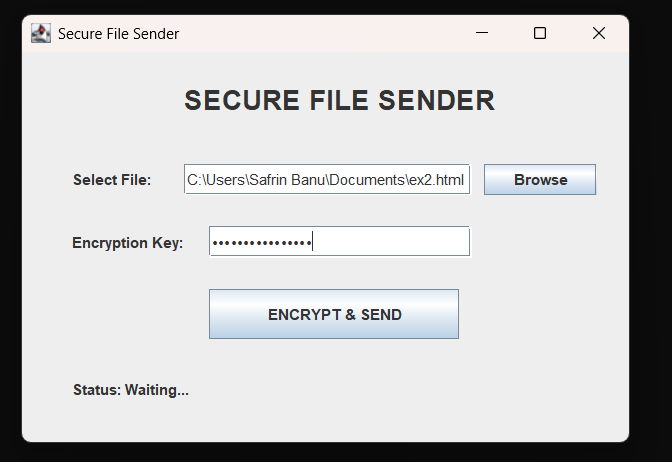 Secure File Sender
SECURE FILE SENDER
Select File: C:\Users\Safrin Banu\Documents\ex2.html Browse
Encryption Key: ••••••••••••••••
ENCRYPT & SEND
Status: Waiting...